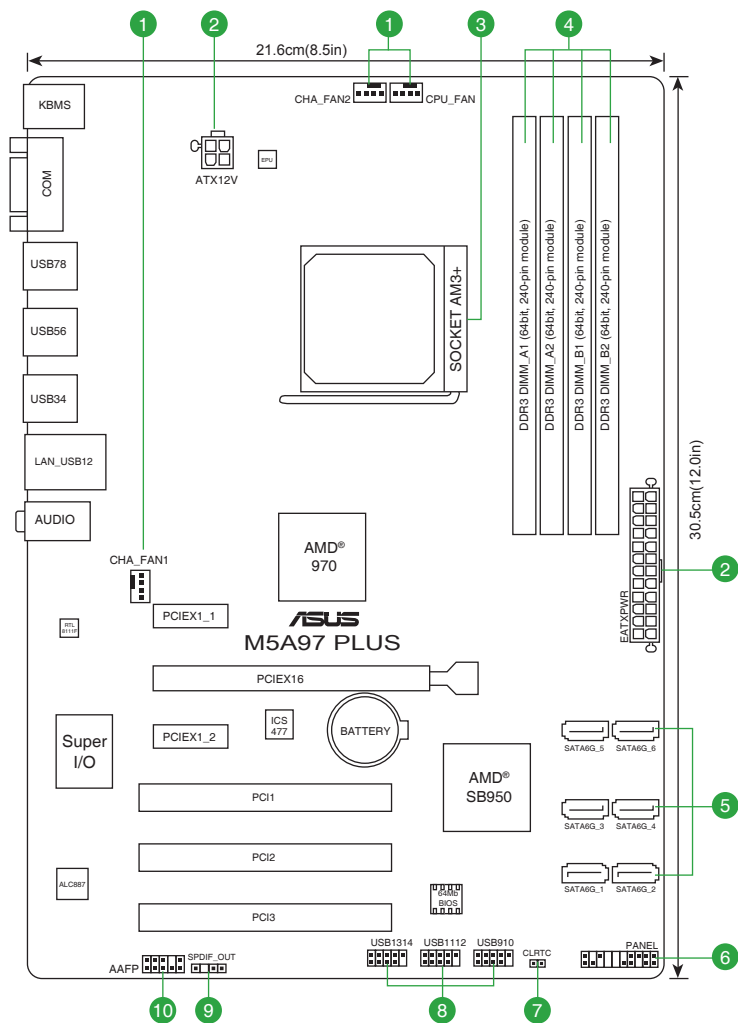 1
2
1
3
4
21.6cm(8.5in)
KBMS
CHA_FAN2
CPU_FAN
COM
ATX12V
EPU
USB78
USB56
USB34
LAN_USB12
AUDIO
SOCKET AM3+
DDR3 DIMM_A1 (64bit, 240-pin module)
DDR3 DIMM_A2 (64bit, 240-pin module)
DDR3 DIMM_B1 (64bit, 240-pin module)
DDR3 DIMM_B2 (64bit, 240-pin module)
30.5cm(12.0in)
CHA_FAN1
AMD®
970
EATXPWR
2
PCIEX1_1
ASUS
M5A97 PLUS
RTL
8111F
PCIEX16
Super
I/O
PCIEX1_2
ICS
477
BATTERY
AMD®
SB950
SATA6G_5
SATA6G_6
PCI1
SATA6G_3
SATA6G_4
5
PCI2
ALC887
64Mb
BIOS
SATA6G_1
SATA6G_2
PCI3
AAFP
SPDIF_OUT
USB1314
USB1112
USB910
CLRTC
PANEL
6
10
9
8
7